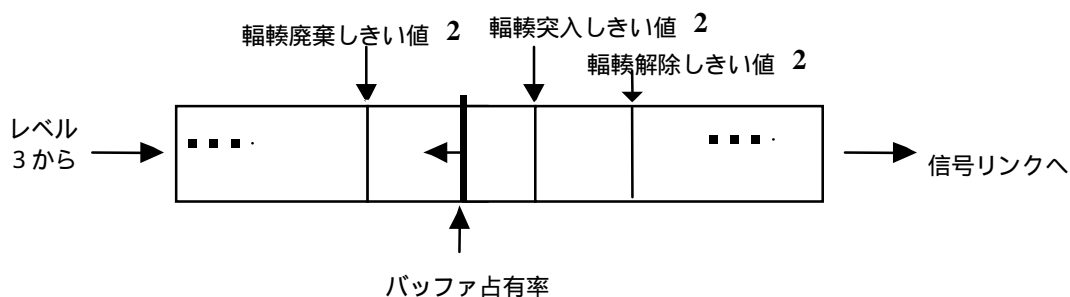 輻輳廃棄しきい値 2
輻輳突入しきい値 2
輻輳解除しきい値 2
レベル
3から
信号リンクへ
バッファ占有率